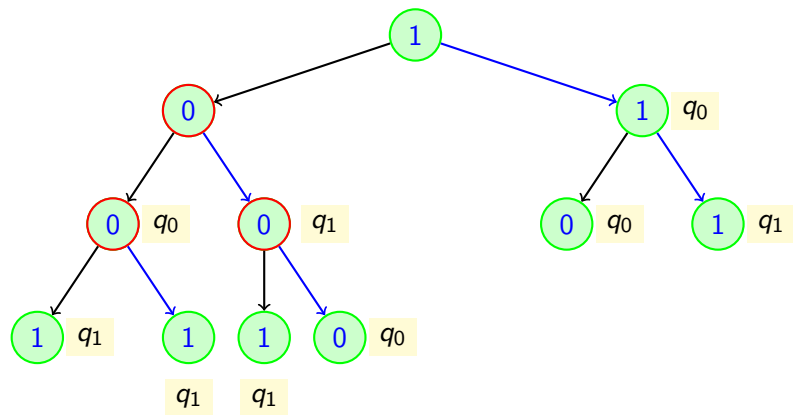 1
0 1 q₀
0 q₀ 0 q₁ 0 q₀ 1 q₁
1 q₁ 1 1 0 q₀
q₁ q₁